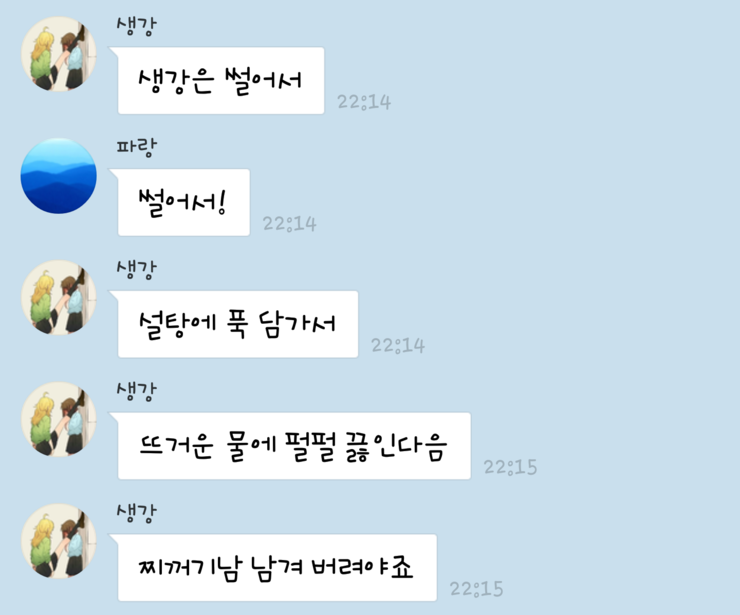 생강
생강은 썰어서
22:14
파랑
썰어서!
22:14
생강
설탕에 푹 담가서
22:14
생강
뜨거운 물에 펄펄 끓인다음
22:15
생강
찌꺼기남 남겨 버려야죠
22:15